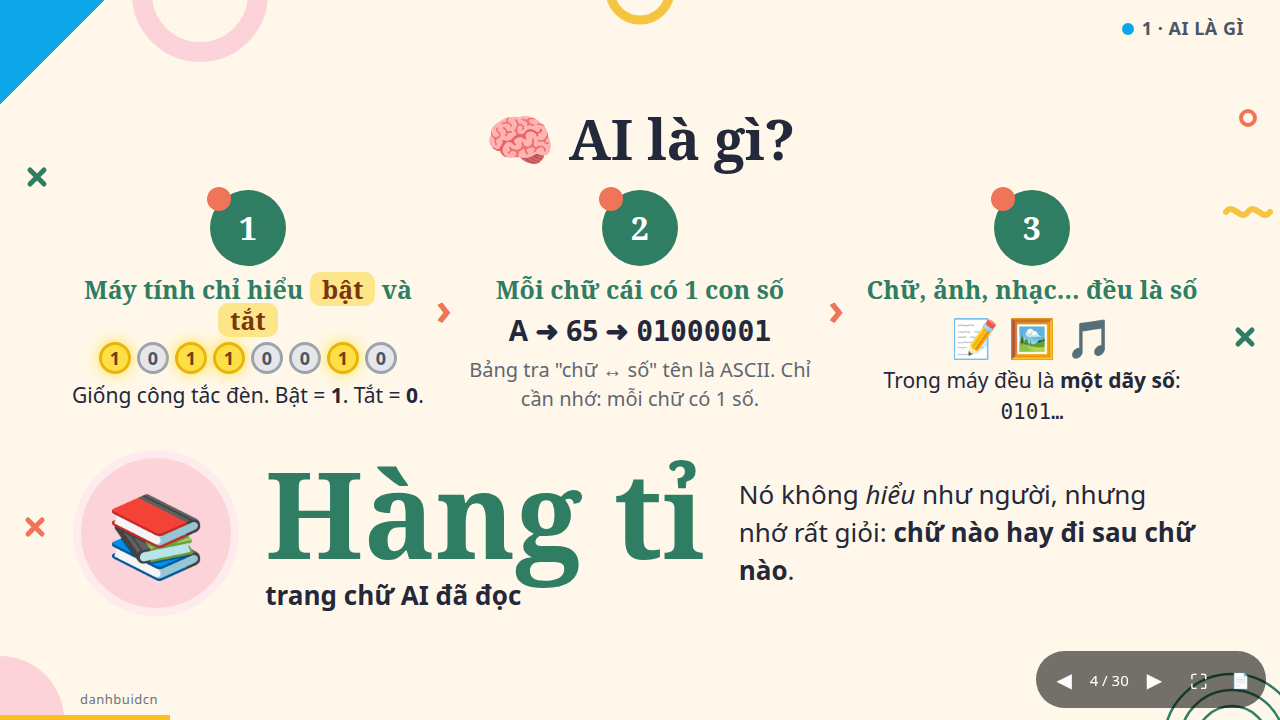 1 · AI LÀ GÌ
AI là gì?
1
Máy tính chỉ hiểu bật và
tắt
1 0 1 1 0 0 1 0
Giống công tắc đèn. Bật = 1. Tắt = 0.
›
2
Mỗi chữ cái có 1 con số
A ➜ 65 ➜ 01000001
Bảng tra "chữ ↔ số" tên là ASCII. Chỉ
cần nhớ: mỗi chữ có 1 số.
›
3
Chữ, ảnh, nhạc... đều là số
Trong máy đều là một dãy số:
0101…
Hàng tỉ
trang chữ AI đã đọc
Nó không hiểu như người, nhưng
nhớ rất giỏi: chữ nào hay đi sau chữ
nào.
danhbuidcn
4 / 30